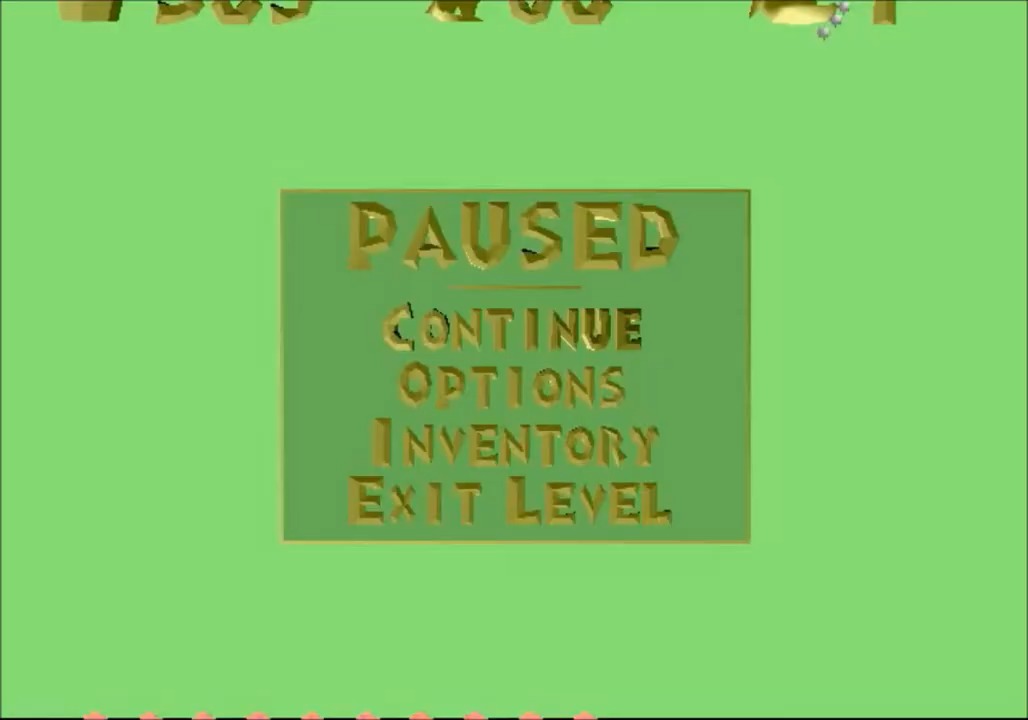 PAUSED
CONTINUE
OPTIONS
INVENTORY
EXIT LEVEL